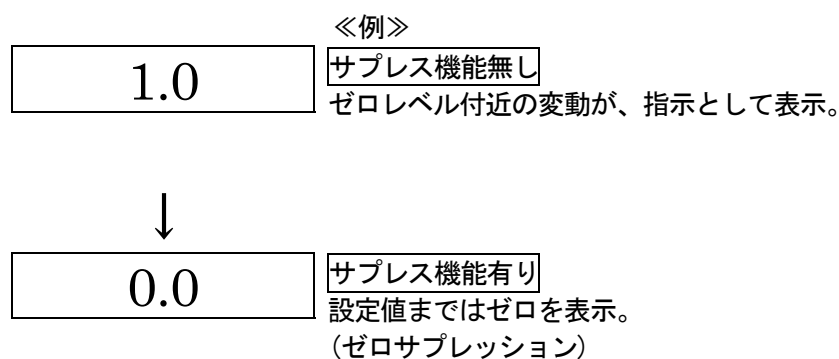 ≪例≫
1.0
サプレス機能無し
ゼロレベル付近の変動が、指示として表示。
↓
0.0
サプレス機能有り
設定値まではゼロを表示。
(ゼロサプレッション)